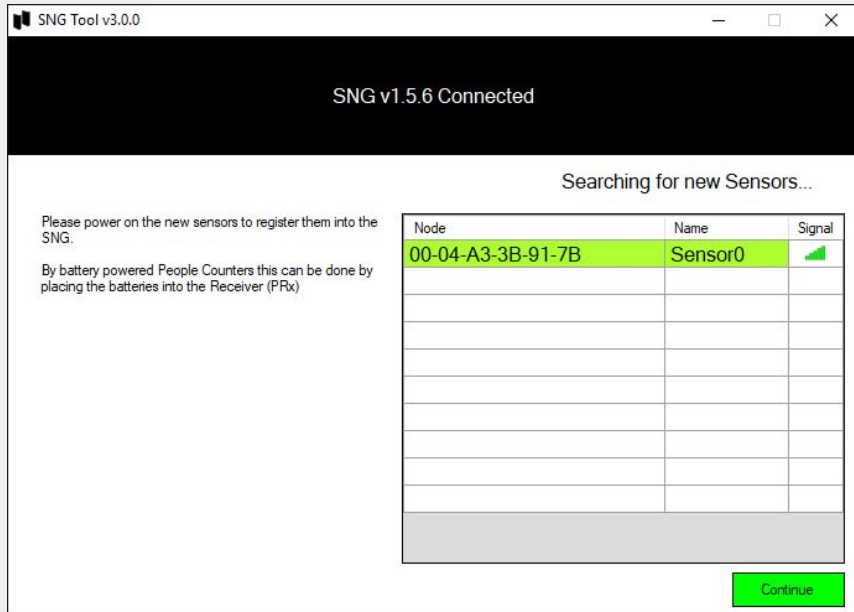 SNG Tool v3.0.0
SNG v1.5.6 Connected
Searching for new Sensors...
Please power on the new sensors to register them into the
SNG.
By battery powered People Counters this can be done by
placing the batteries into the Receiver (PRx)
Node Name Signal
00-04-A3-3B-91-7B Sensor0
Continue